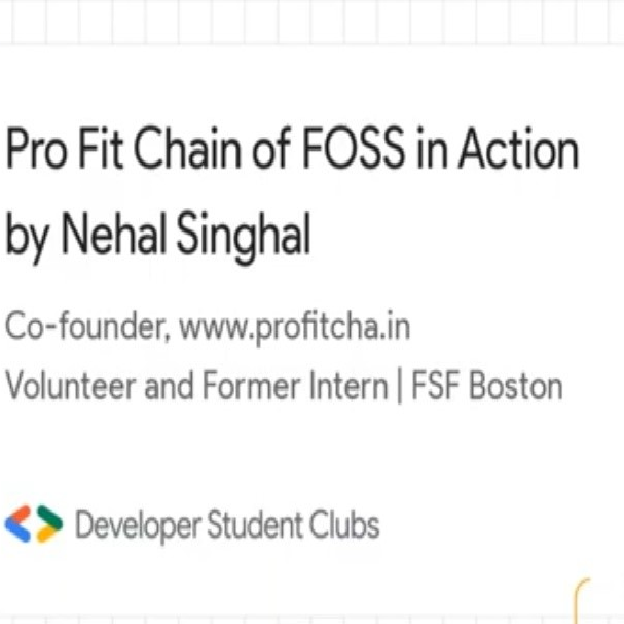 Pro Fit Chain of FOSS in Action
by Nehal Singhal
Co-founder, www.profitcha.in
Volunteer and Former Intern | FSF Boston
Developer Student Clubs